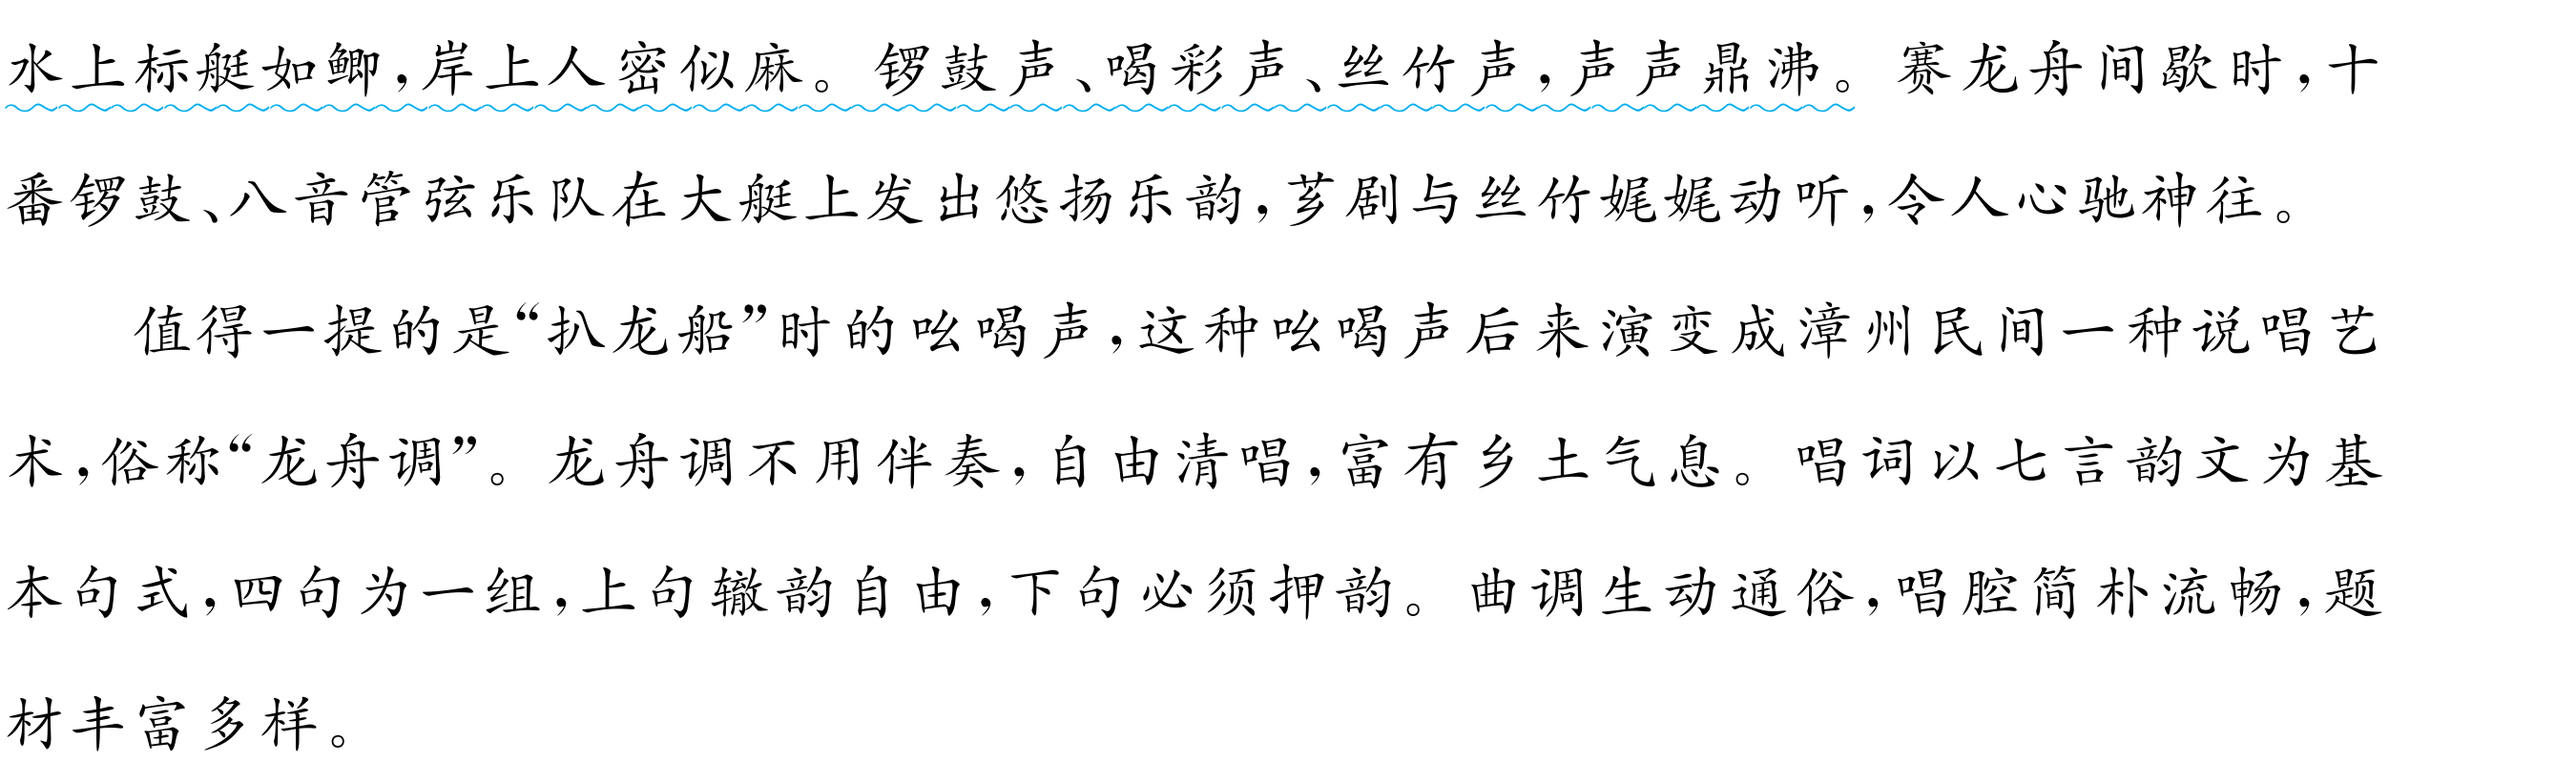 水上标艇如鲫，岸上人密似麻。锣鼓声、喝彩声、丝竹声，声声鼎沸。赛龙舟间歇时，十
番锣鼓、八音管弦乐队在大艇上发出悠扬乐韵，芗剧与丝竹娓娓动听，令人心驰神往。
值得一提的是“扒龙船”时的吆喝声，这种吆喝声后来演变成漳州民间一种说唱艺
术，俗称“龙舟调”。龙舟调不用伴奏，自由清唱，富有乡土气息。唱词以七言韵文为基
本句式，四句为一组，上句辙韵自由，下句必须押韵。曲调生动通俗，唱腔简朴流畅，题
材丰富多样。